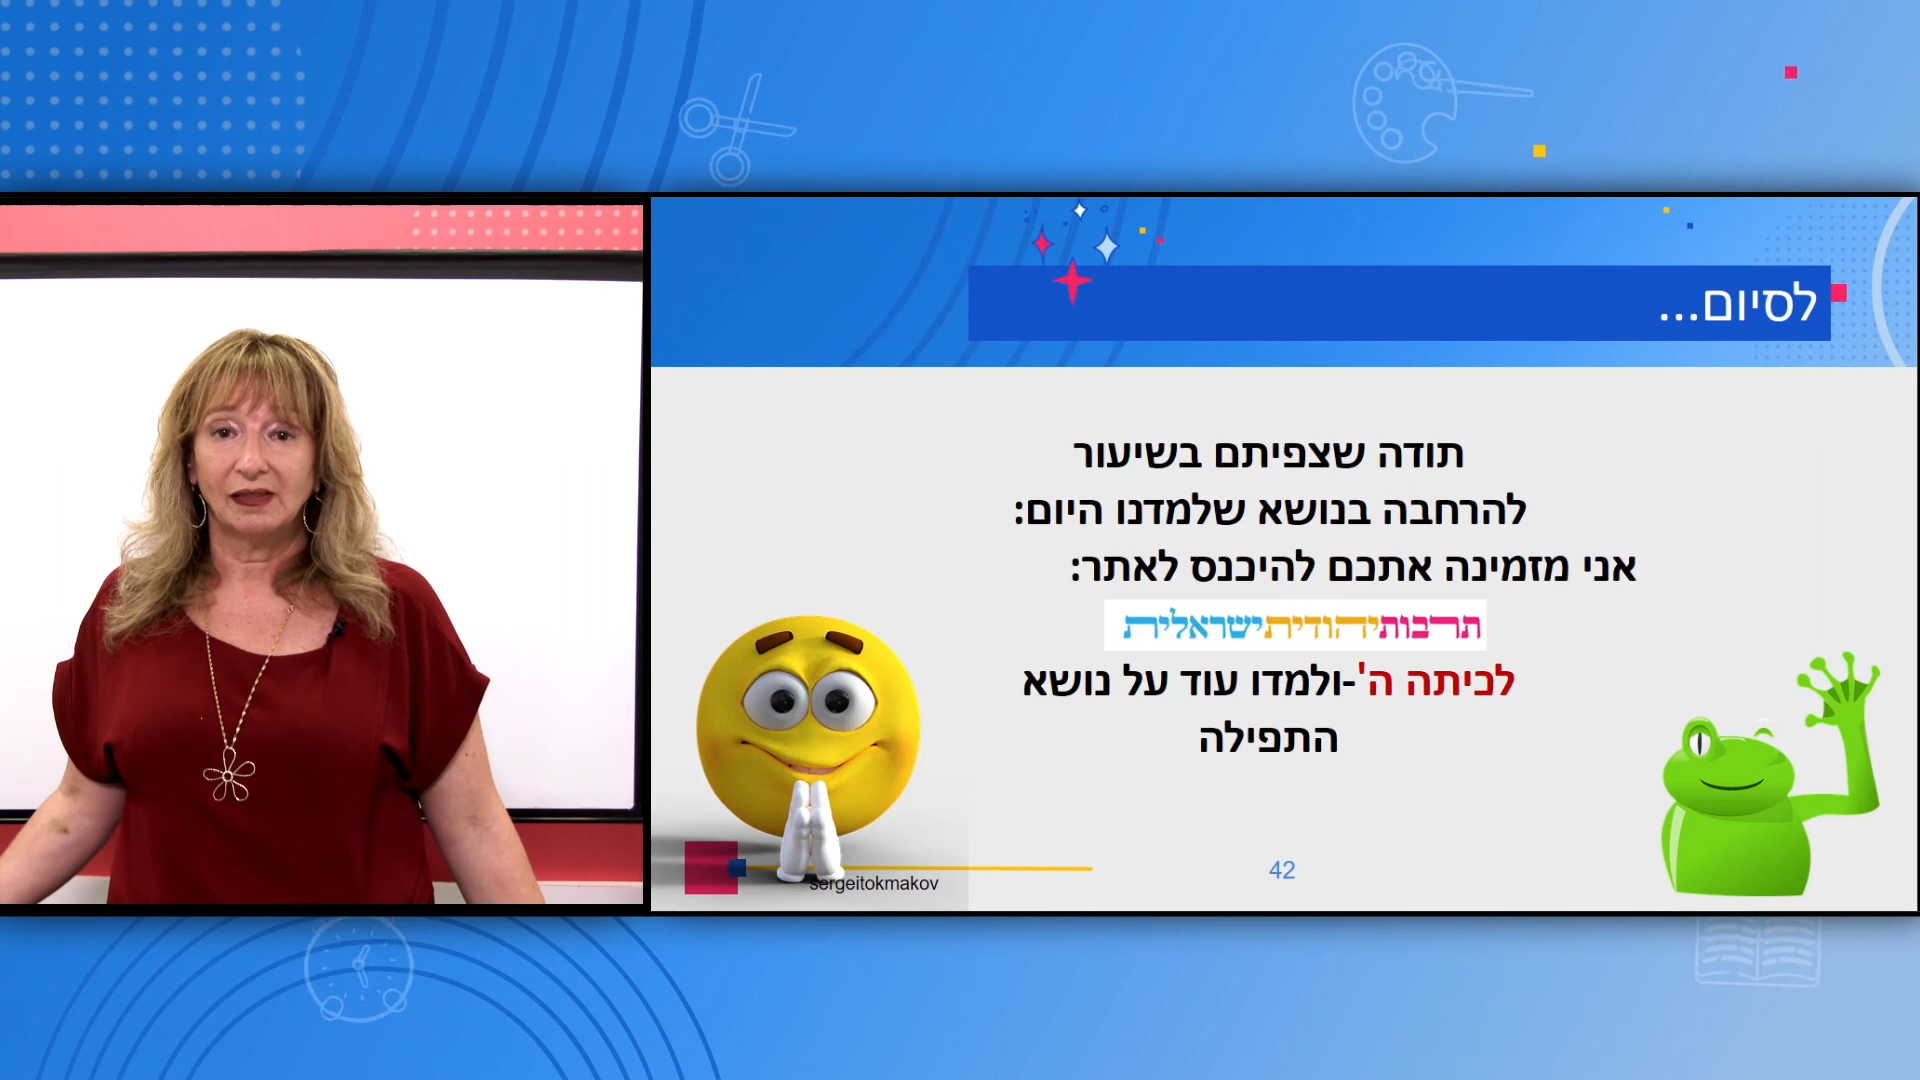 לסיום...
תודה שצפיתם בשיעור
להרחבה בנושא שלמדנו היום:
אני מזמינה אתכם להיכנס לאתר:
תרבותיהודיתישראלית
לכיתה ה'-ולמדו עוד על נושא
התפילה
sergeitokmakov
42